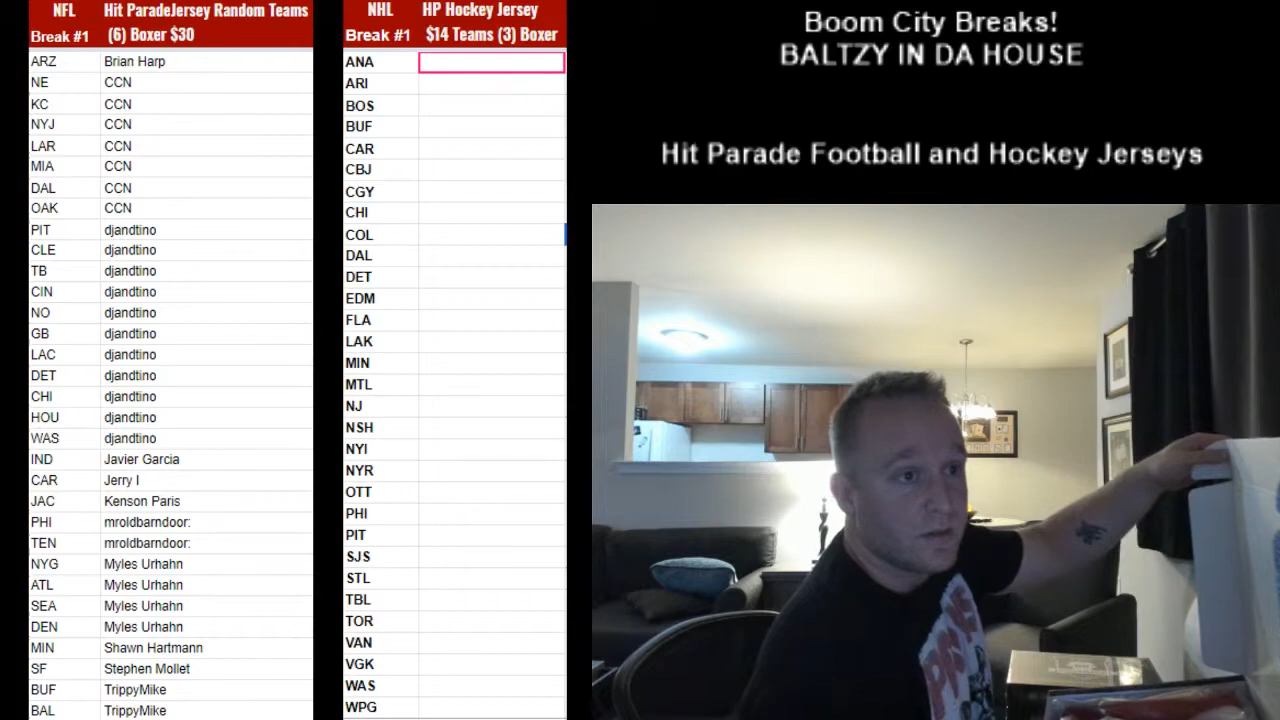 NFL Hit ParadeJersey Random Teams
Break #1 (6) Boxer $30
ARZ Brian Harp
NE CCN
KC CCN
NYJ CCN
LAR CCN
MIA CCN
DAL CCN
OAK CCN
PIT djandtino
CLE djandtino
TB djandtino
CIN djandtino
NO djandtino
GB djandtino
LAC djandtino
DET djandtino
CHI djandtino
HOU djandtino
WAS djandtino
IND Javier Garcia
CAR Jerry I
JAC Kenson Paris
PHI mroldbarndoor:
TEN mroldbarndoor:
NYG Myles Urhahn
ATL Myles Urhahn
SEA Myles Urhahn
DEN Myles Urhahn
MIN Shawn Hartmann
SF Stephen Mollet
BUF TrippyMike
BAL TrippyMike
NHL HP Hockey Jersey
Break #1 $14 Teams (3) Boxer
ANA
ARI
BOS
BUF
CAR
CBJ
CGY
CHI
COL
DAL
DET
EDM
FLA
LAK
MIN
MTL
NJ
NSH
NYI
NYR
OTT
PHI
PIT
SJS
STL
TBL
TOR
VAN
VGK
WAS
WPG
Boom City Breaks!
BALTZY IN DA HOUSE
Hit Parade Football and Hockey Jerseys